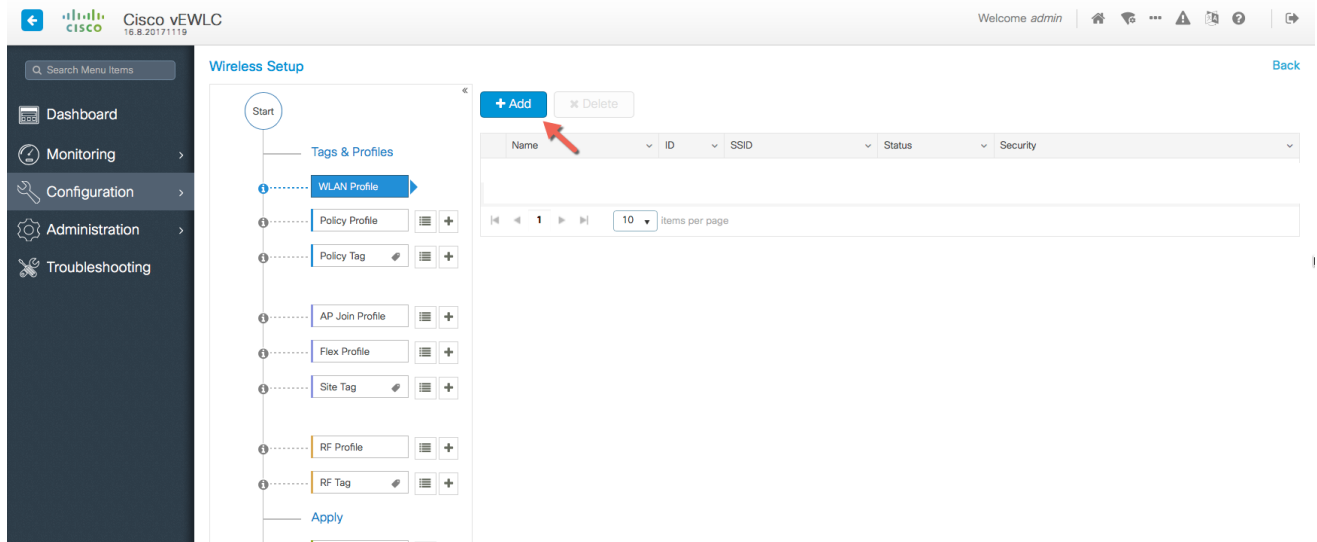 CISCO
Cisco vEWLC
16.8.20171119
Welcome admin
Search Menu Items
Dashboard
Monitoring
Configuration
Administration
Troubleshooting
Wireless Setup
Back
Start
Tags & Profiles
WLAN Profile
Policy Profile
Policy Tag
AP Join Profile
Flex Profile
Site Tag
RF Profile
RF Tag
Apply
+ Add
✖ Delete
Name ID SSID Status Security
1 10 items per page